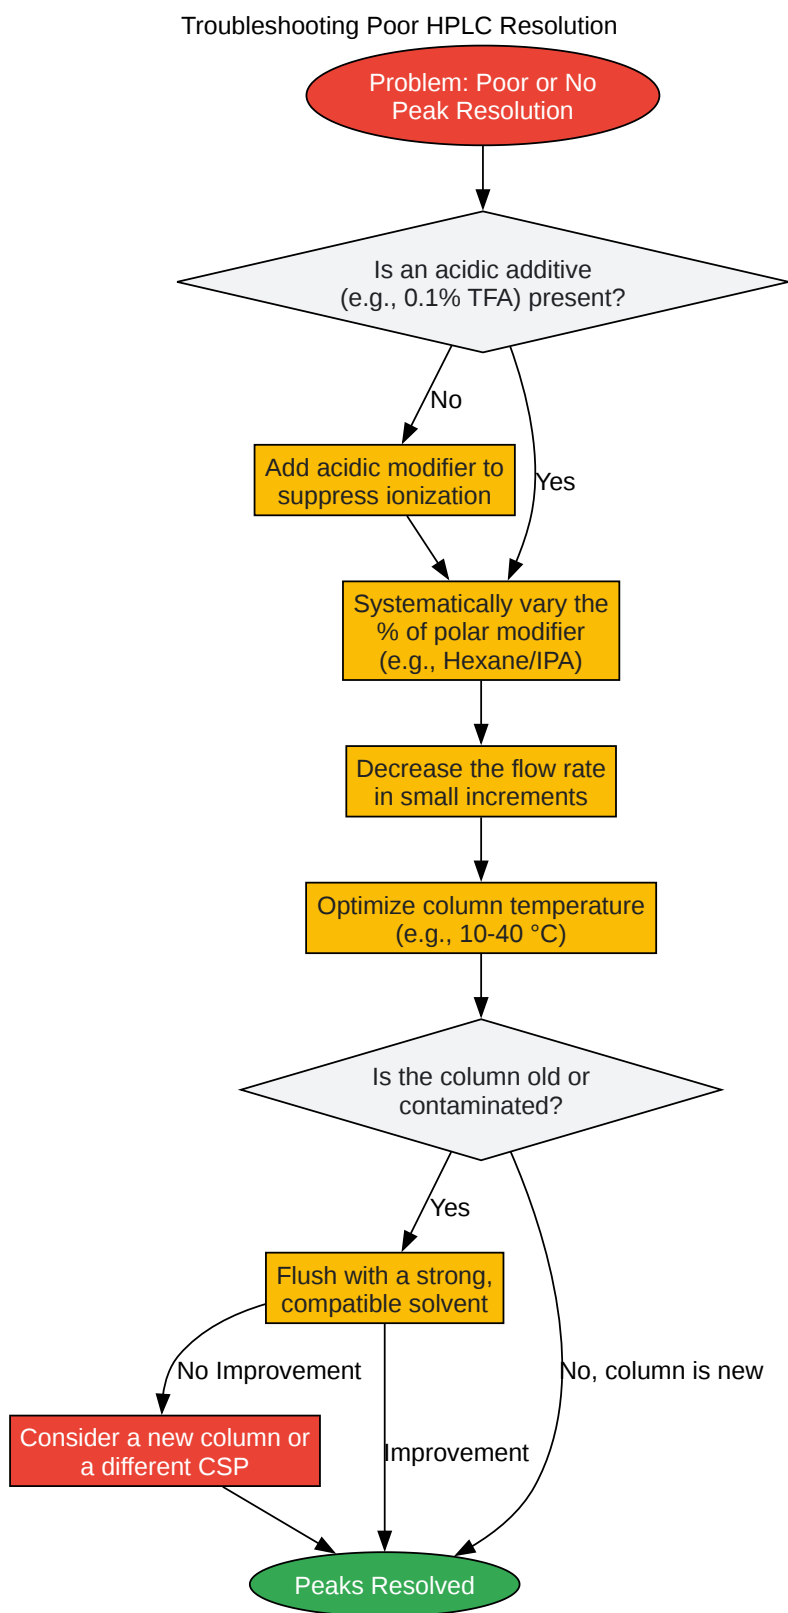 Troubleshooting Poor HPLC Resolution
Problem: Poor or No
Peak Resolution
Is an acidic additive
(e.g., 0.1% TFA) present?
No
Add acidic modifier to
suppress ionization
Yes
Systematically vary the
% of polar modifier
(e.g., Hexane/IPA)
Decrease the flow rate
in small increments
Optimize column temperature
(e.g., 10-40 °C)
Is the column old or
contaminated?
Yes
Flush with a strong,
compatible solvent
No Improvement
No, column is new
Consider a new column or
a different CSP
Improvement
Peaks Resolved